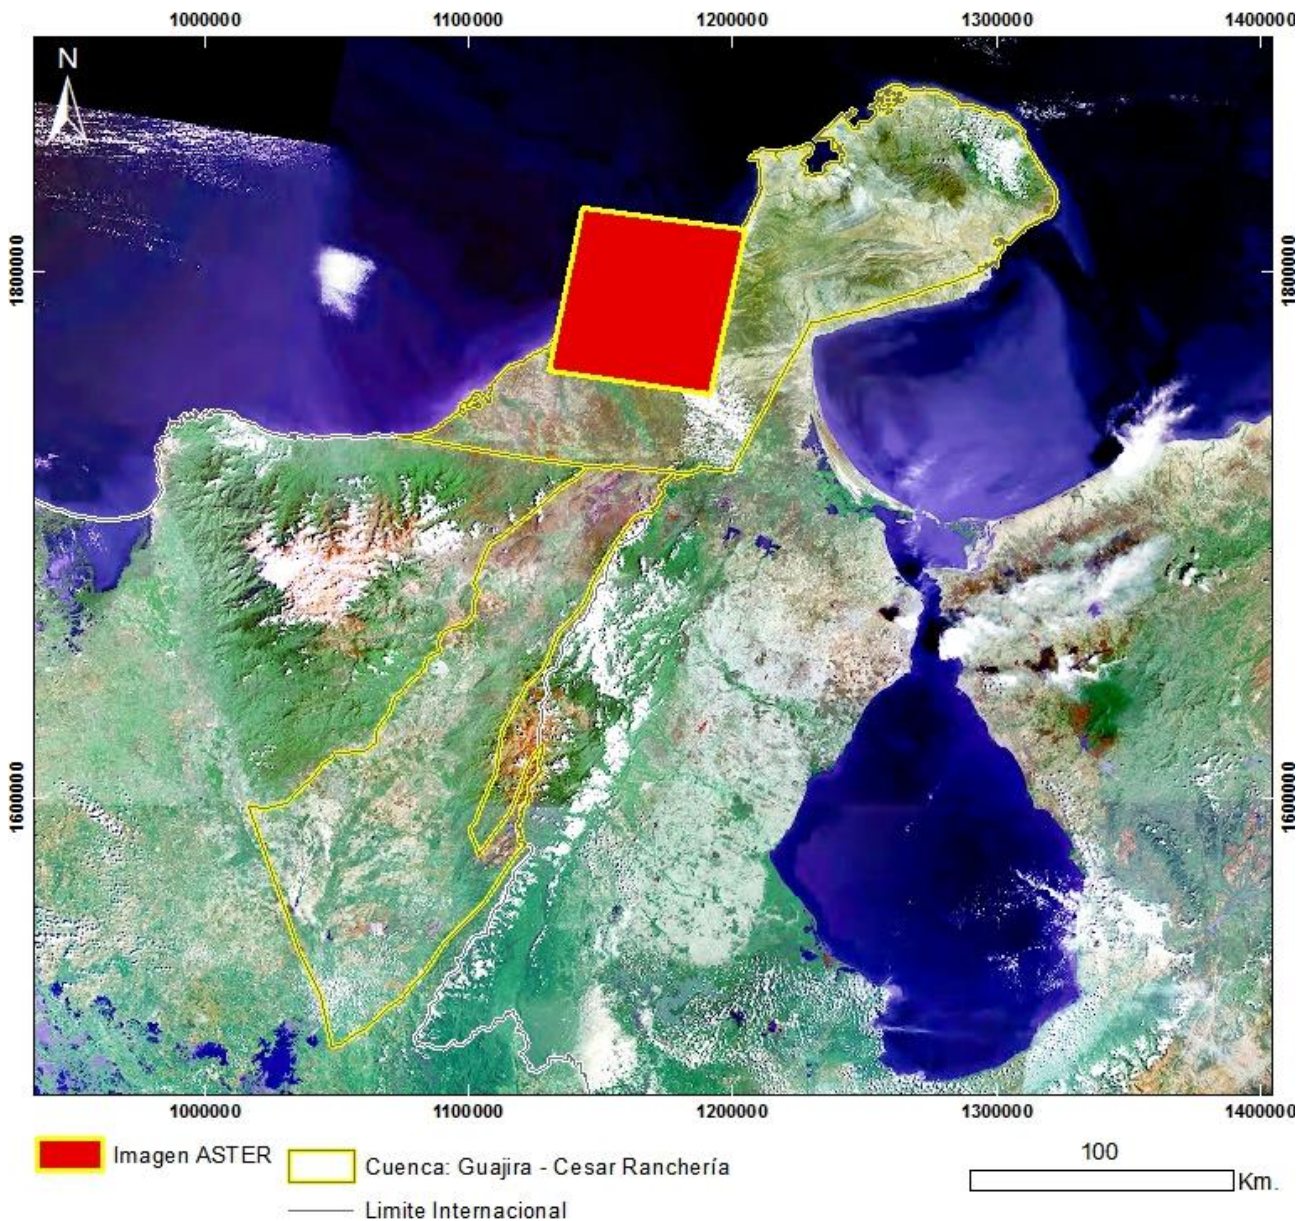 1000000 1100000 1200000 1300000 1400000
N
1800000 1800000
1600000 1600000
1000000 1100000 1200000 1300000 1400000
Imagen ASTER
Cuenca: Guajira - Cesar Ranchería
Limite Internacional
100
Km.